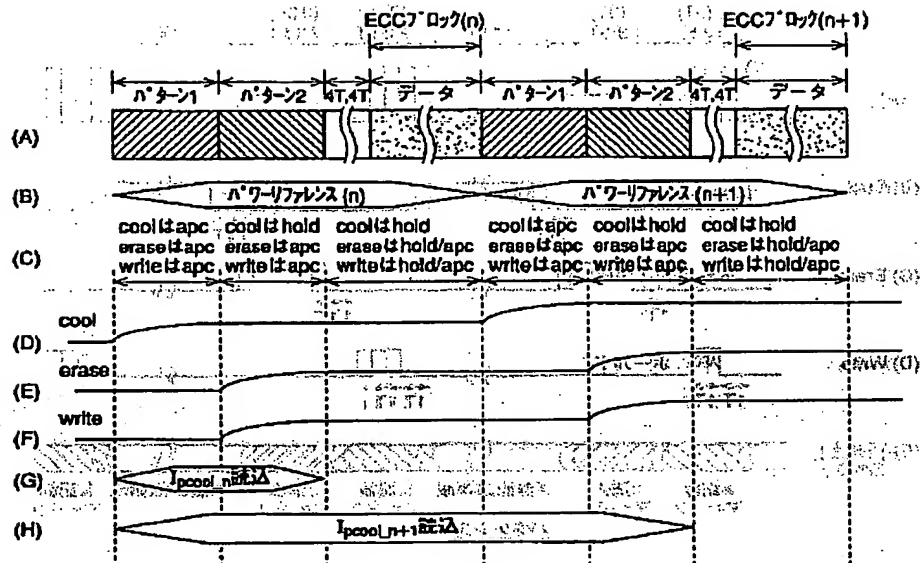 ECCブロック(n)
ECCブロック(n+1)
パターン1
パターン2
4T,4T
データ
パターン1
パターン2
4T,4T
データ
(A)
(B)
パワーリファレンス(n)
パワーリファレンス(n+1)
(C)
coolはapc
eraseはapc
writeはapc
coolはhold
eraseはapc
writeはapc
coolはhold
eraseはhold/apc
writeはhold/apc
coolはapc
eraseはapc
writeはapc
coolはhold
eraseはapc
writeはapc
coolはhold
eraseはhold/apc
writeはhold/apc
cool
(D)
erase
(E)
write
(F)
(G)
Ipcool_n読込
(H)
Ipcool_n+1読込